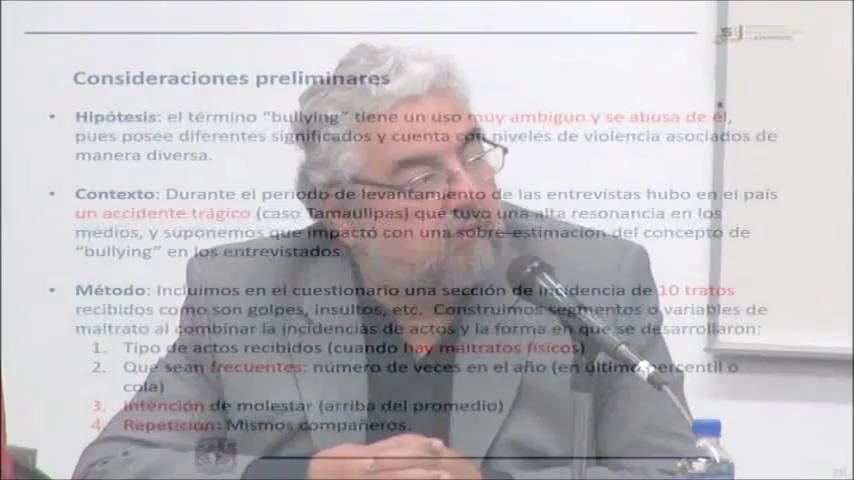 Consideraciones preliminares
• Hipótesis: el término "bullying" tiene un uso muy ambiguo y se abusa de él,
pues posee diferentes significados y cuenta con niveles de violencia asociados de
manera diversa.
• Contexto: Durante el periodo de levantamiento de las entrevistas hubo en el país
un accidente trágico (caso Tamaulipas) que tuvo una alta resonancia en los
medios, y suponemos que impactó con una sobre-estimación del concepto de
"bullying" en los entrevistados
• Método: Incluimos en el cuestionario una sección de incidencia de 10 tratos
recibidos como son golpes, insultos, etc. Construimos segmentos o variables de
maltrato al combinar la incidencias de actos y la forma en que se desarrollaron:
1. Tipo de actos recibidos (cuando hay maltratos físicos)
2. Que sean frecuentes: número de veces en el año (en último percentil o
cola)
3. Intención de molestar (arriba del promedio)
4. Repetición: Mismos compañeros.